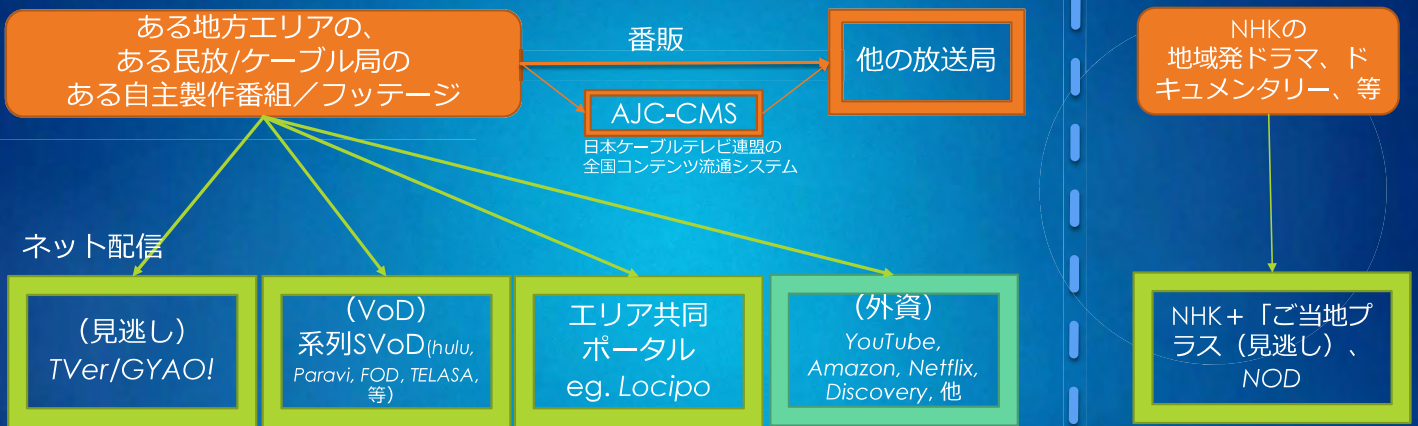 ある地方エリアの、
ある民放/ケーブル局の
ある自主製作番組／フッテージ
番販
他の放送局
AJC-CMS
日本ケーブルテレビ連盟の
全国コンテンツ流通システム
NHKの
地域発ドラマ、ド
キュメンタリー、等
ネット配信
（見逃し）
TVer/GYAO!
（VoD）
系列SVoD(hulu,
Paravi, FOD, TELASA,
等)
エリア共同
ポータル
eg. Locipo
（外資）
YouTube,
Amazon, Netflix,
Discovery, 他
NHK＋「ご当地プ
ラス（見逃し）、
NOD